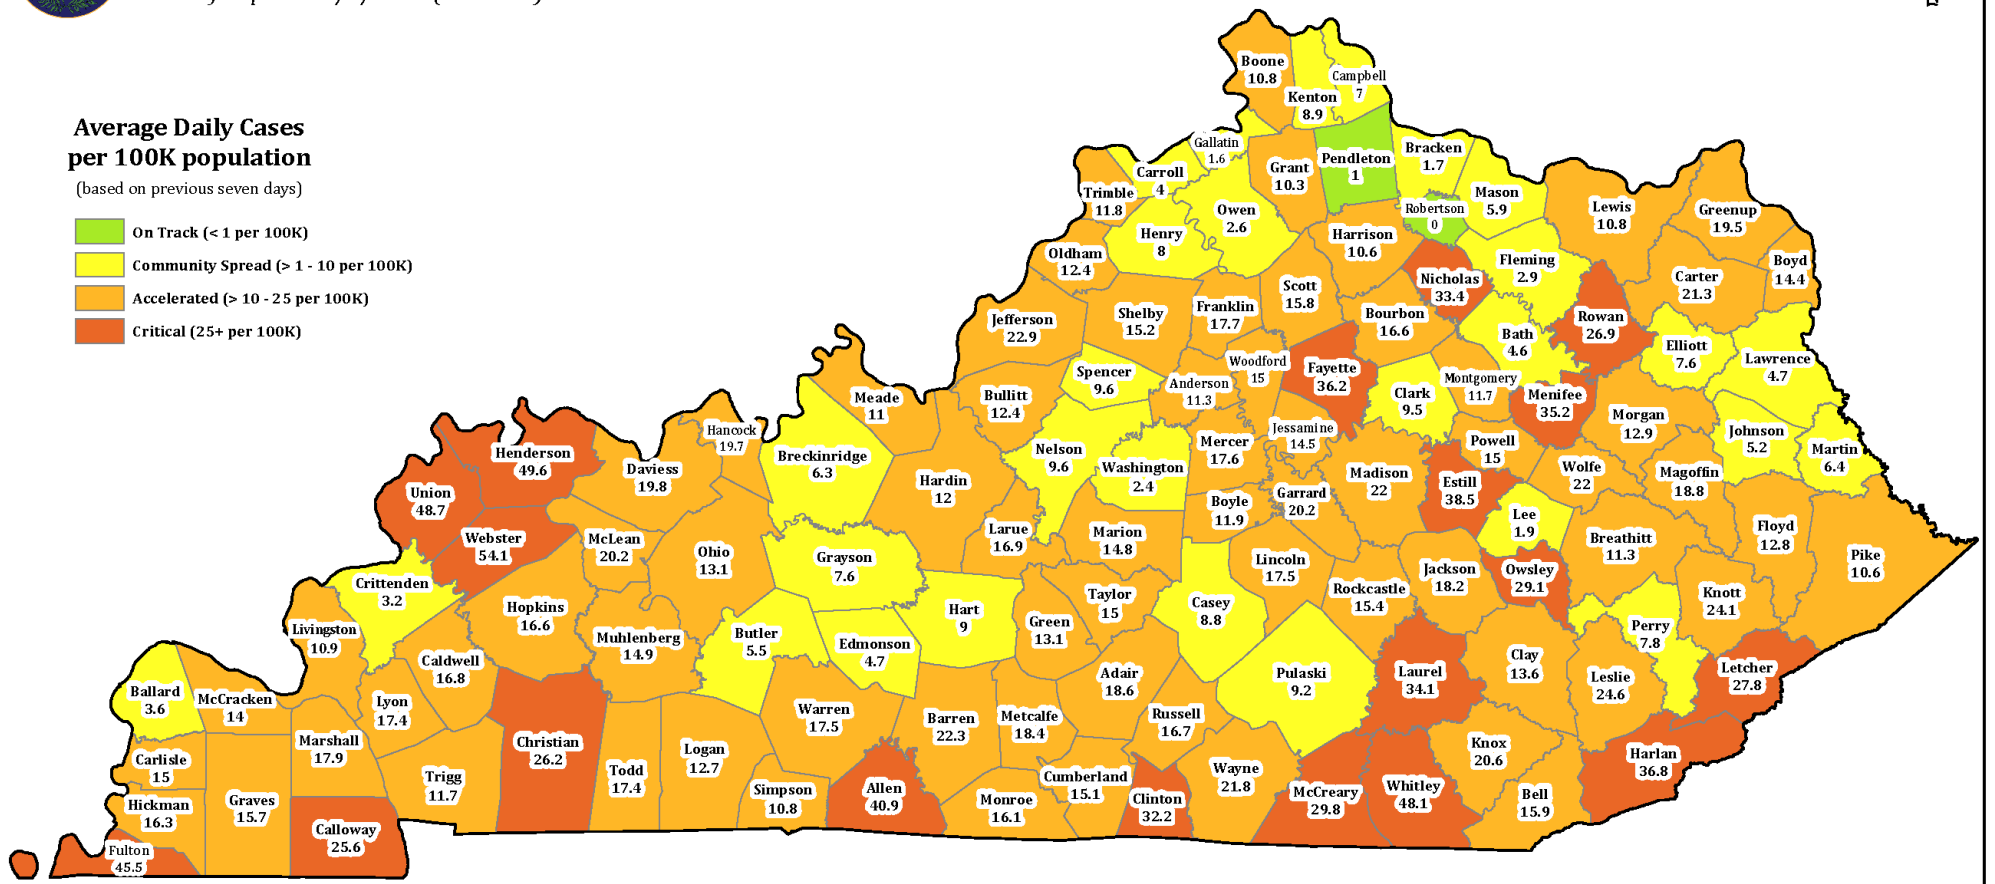 Average Daily Cases
per 100K population
(based on previous seven days)
On Track (< 1 per 100K)
Community Spread (> 1 - 10 per 100K)
Accelerated (> 10 - 25 per 100K)
Critical (25+ per 100K)
Boone
10.8
Kenton
8.9
Campbell
7
Gallatin
1.6
Carroll
4
Trimble
11.8
Grant
10.3
Pendleton
1
Bracken
1.7
Mason
5.9
Robertson
0
Lewis
10.8
Greenup
19.5
Boyd
14.4
Carter
21.3
Owen
2.6
Henry
8
Oldham
12.4
Harrison
10.6
Nicholas
33.4
Fleming
2.9
Rowan
26.9
Elliott
7.6
Lawrence
4.7
Jefferson
22.9
Shelby
15.2
Franklin
17.7
Scott
15.8
Bourbon
16.6
Bath
4.6
Spencer
9.6
Anderson
11.3
Woodford
15
Fayette
36.2
Clark
9.5
Montgomery
11.7
Menifee
35.2
Morgan
12.9
Johnson
5.2
Martin
6.4
Meade
11
Bullitt
12.4
Hancock
19.7
Breckinridge
6.3
Hardin
12
Nelson
9.6
Washington
2.4
Mercer
17.6
Jessamine
14.5
Madison
22
Powell
15
Estill
38.5
Wolfe
22
Magoffin
18.8
Henderson
49.6
Daviess
19.8
Union
48.7
Webster
54.1
McLean
20.2
Ohio
13.1
Grayson
7.6
Larue
16.9
Marion
14.8
Boyle
11.9
Garrard
20.2
Lincoln
17.5
Rockcastle
15.4
Jackson
18.2
Lee
1.9
Owsley
29.1
Breathitt
11.3
Floyd
12.8
Pike
10.6
Knott
24.1
Perry
7.8
Letcher
27.8
Crittenden
3.2
Livingston
10.9
Hopkins
16.6
Caldwell
16.8
Muhlenberg
14.9
Butler
5.5
Edmonson
4.7
Hart
9
Green
13.1
Taylor
15
Casey
8.8
Adair
18.6
Pulaski
9.2
Laurel
34.1
Clay
13.6
Leslie
24.6
Ballard
3.6
McCracken
14
Lyon
17.4
Marshall
17.9
Carlisle
15
Hickman
16.3
Graves
15.7
Fulton
45.5
Calloway
25.6
Trigg
11.7
Christian
26.2
Todd
17.4
Logan
12.7
Warren
17.5
Simpson
10.8
Allen
40.9
Barren
22.3
Metcalfe
18.4
Monroe
16.1
Cumberland
15.1
Russell
16.7
Clinton
32.2
Wayne
21.8
McCreary
29.8
Whitley
48.1
Knox
20.6
Bell
15.9
Harlan
36.8